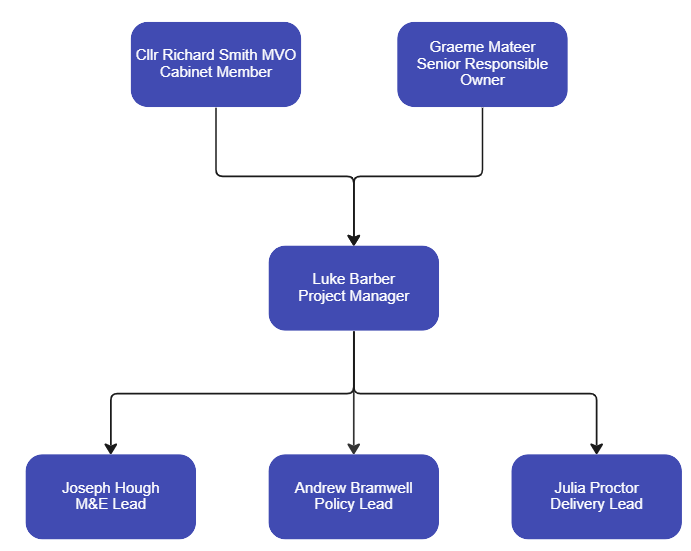 Cllr Richard Smith MVO
Cabinet Member
Graeme Mateer
Senior Responsible
Owner
Luke Barber
Project Manager
Joseph Hough
M&E Lead
Andrew Bramwell
Policy Lead
Julia Proctor
Delivery Lead